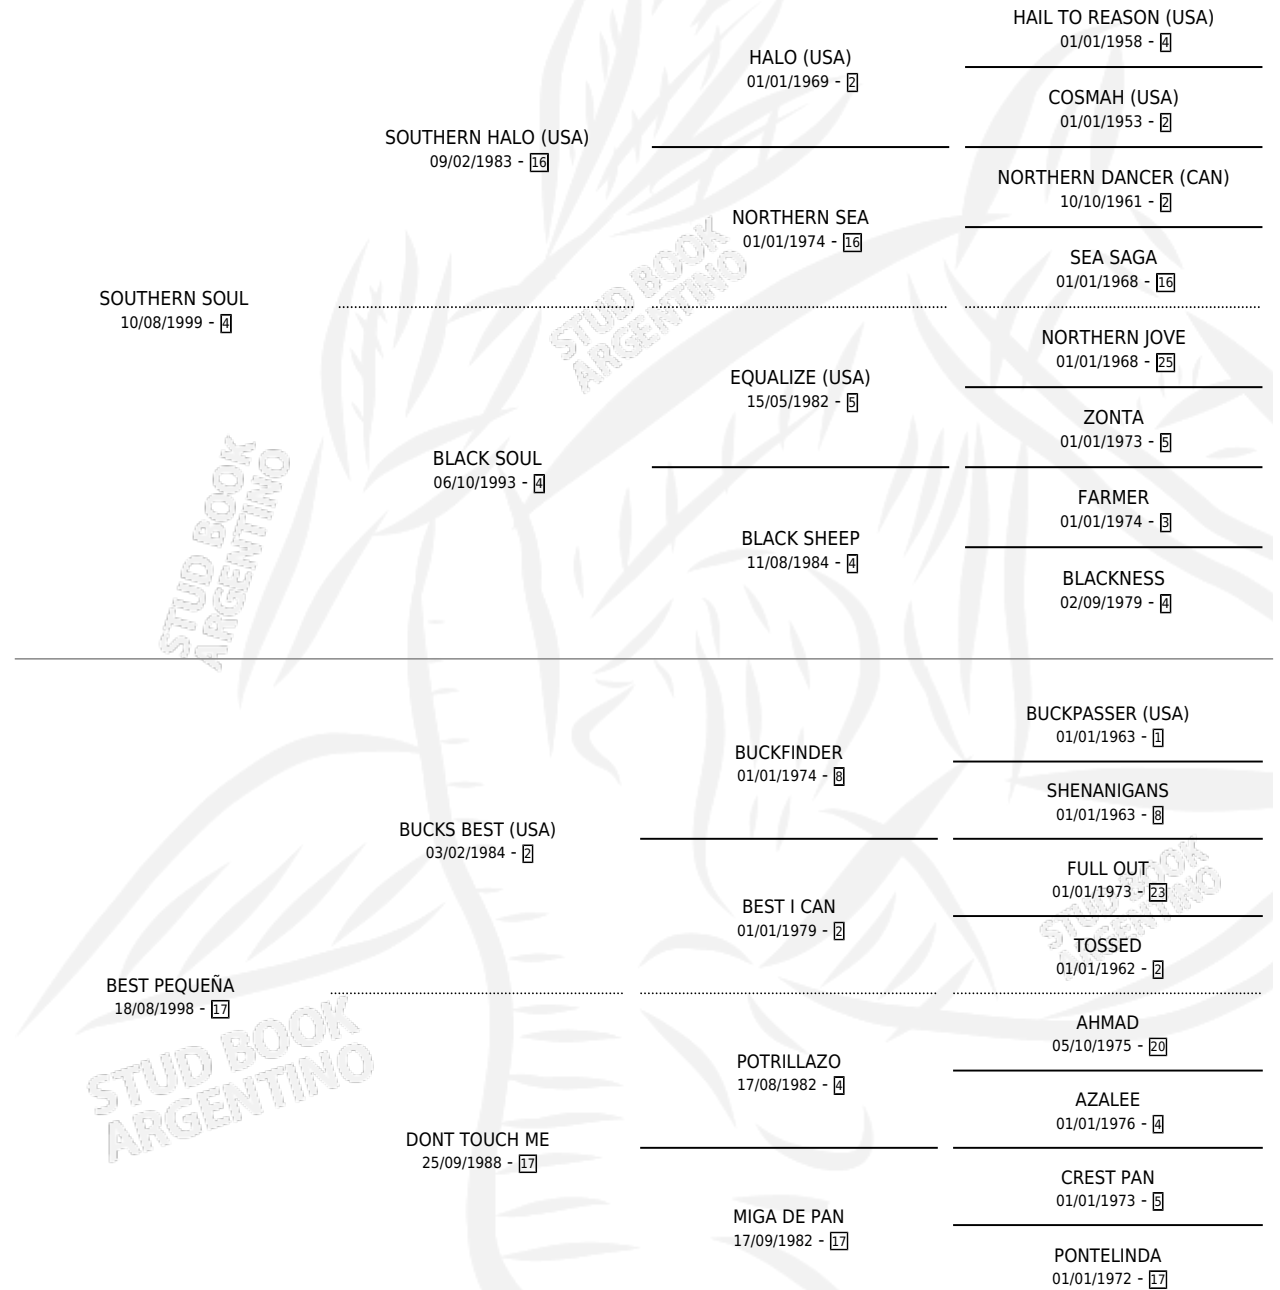 HAIL TO REASON (USA)
01/01/1958 - 4
HALO (USA)
01/01/1969 - 2
COSMAH (USA)
01/01/1953 - 2
SOUTHERN HALO (USA)
09/02/1983 - 16
NORTHERN DANCER (CAN)
10/10/1961 - 2
NORTHERN SEA
01/01/1974 - 16
SEA SAGA
01/01/1968 - 16
SOUTHERN SOUL
10/08/1999 - 4
NORTHERN JOVE
01/01/1968 - 25
EQUALIZE (USA)
15/05/1982 - 5
ZONTA
01/01/1973 - 5
BLACK SOUL
06/10/1993 - 4
FARMER
01/01/1974 - 3
BLACK SHEEP
11/08/1984 - 4
BLACKNESS
02/09/1979 - 4
BUCKPASSER (USA)
01/01/1963 - 1
BUCKFINDER
01/01/1974 - 8
SHENANIGANS
01/01/1963 - 8
BUCKS BEST (USA)
03/02/1984 - 2
FULL OUT
01/01/1973 - 23
BEST I CAN
01/01/1979 - 2
TOSSED
01/01/1962 - 2
BEST PEQUEÑA
18/08/1998 - 17
AHMAD
05/10/1975 - 20
POTRILLAZO
17/08/1982 - 4
AZALEE
01/01/1976 - 4
DONT TOUCH ME
25/09/1988 - 17
CREST PAN
01/01/1973 - 5
MIGA DE PAN
17/09/1982 - 17
PONTELINDA
01/01/1972 - 17
STUD BOOK
ARGENTINO
STUD BOOK
ARGENTINO
STUD BOOK
ARGENTINO
STUD BOOK
ARGENTINO